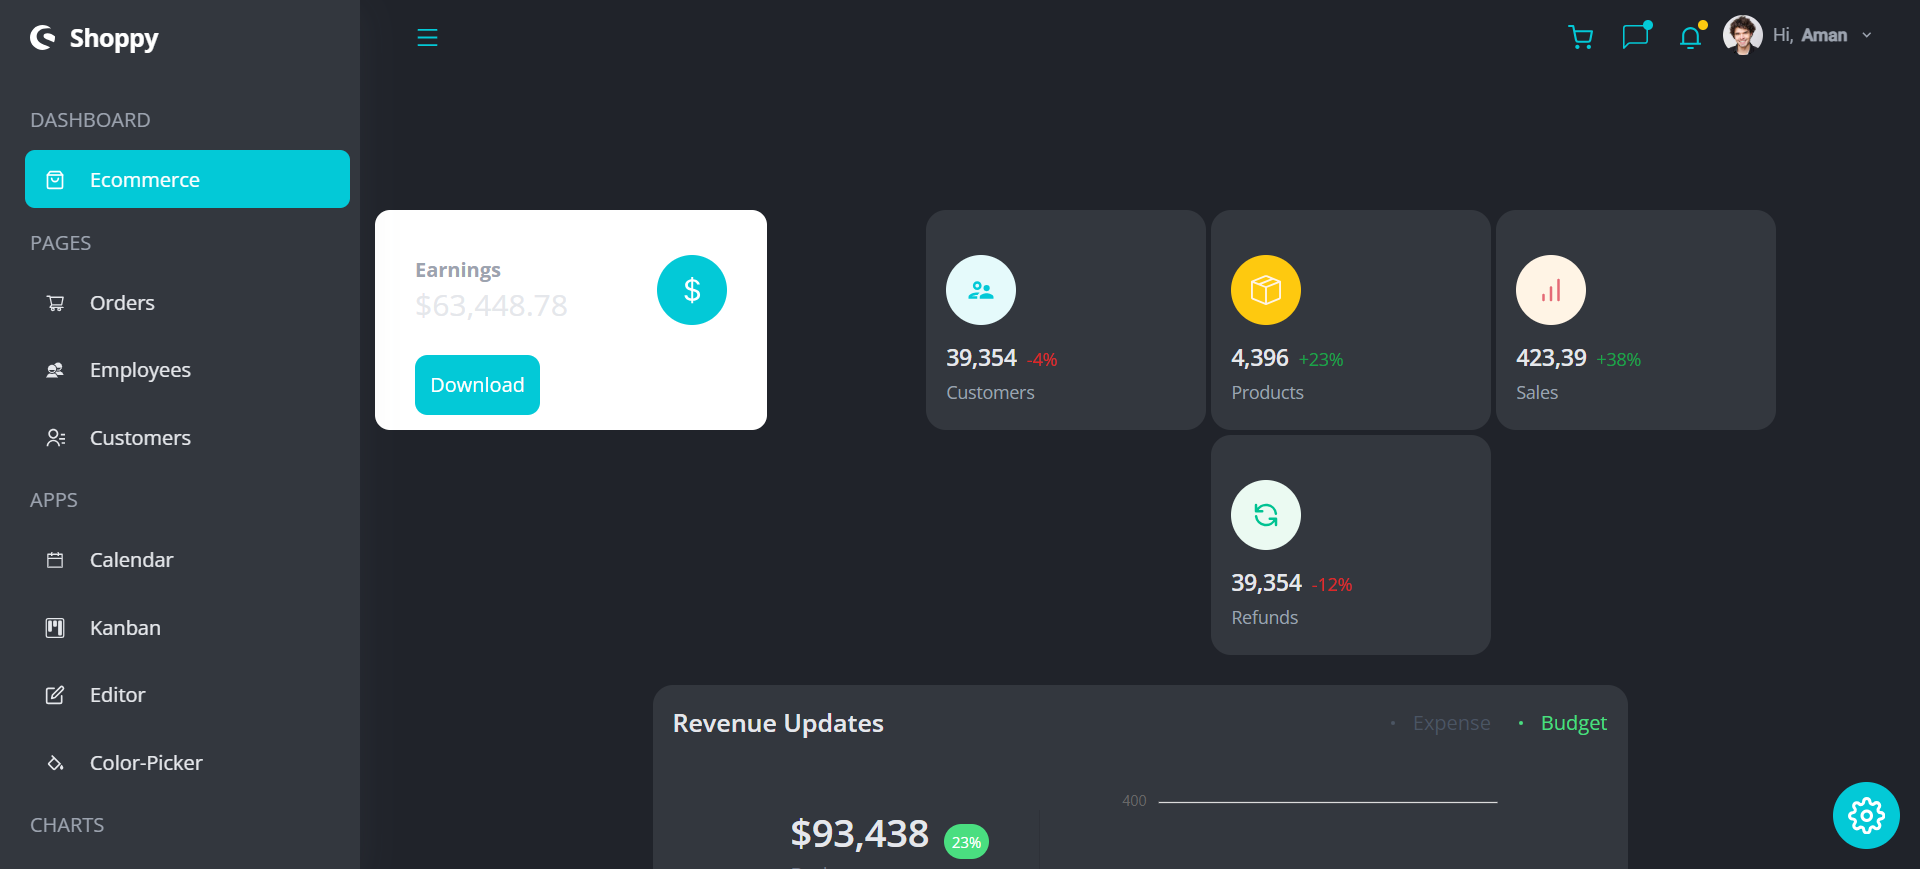 Shoppy
Hi, Aman
DASHBOARD
Ecommerce
PAGES
Orders
Employees
Customers
APPS
Calendar
Kanban
Editor
Color-Picker
CHARTS
Earnings
$63,448.78
$
Download
39,354 -4%
Customers
4,396 +23%
Products
423,39 +38%
Sales
39,354 -12%
Refunds
Revenue Updates
• Expense • Budget
400
$93,438 23%